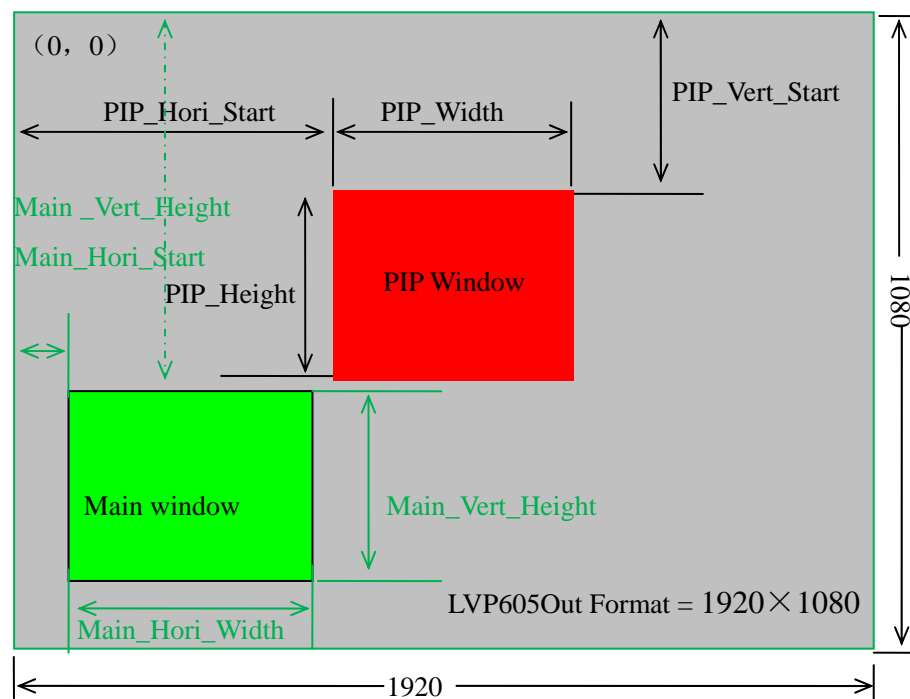 （0，0）
PIP_Hori_Start
PIP_Width
PIP_Vert_Start
Main _Vert_Height
Main_Hori_Start
PIP_Height
PIP Window
1080
Main window
Main_Vert_Height
LVP605Out Format = 1920×1080
Main_Hori_Width
1920